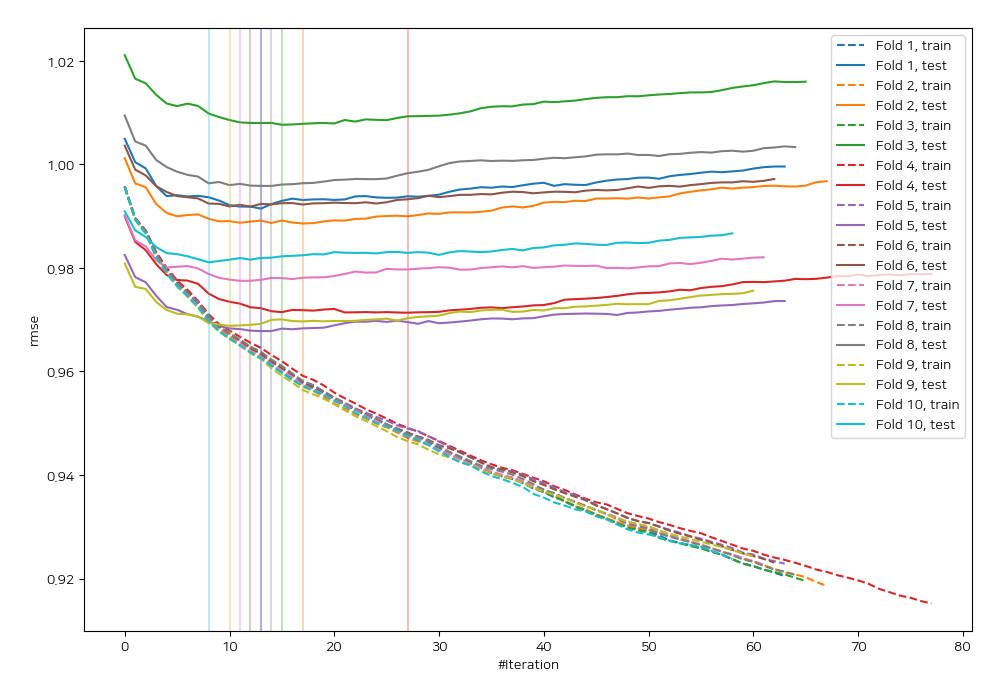 1.02
1.00
0.98
0.96
0.94
0.92
rmse
0
10
20
30
40
50
60
70
80
#Iteration
Fold 1, train
Fold 1, test
Fold 2, train
Fold 2, test
Fold 3, train
Fold 3, test
Fold 4, train
Fold 4, test
Fold 5, train
Fold 5, test
Fold 6, train
Fold 6, test
Fold 7, train
Fold 7, test
Fold 8, train
Fold 8, test
Fold 9, train
Fold 9, test
Fold 10, train
Fold 10, test